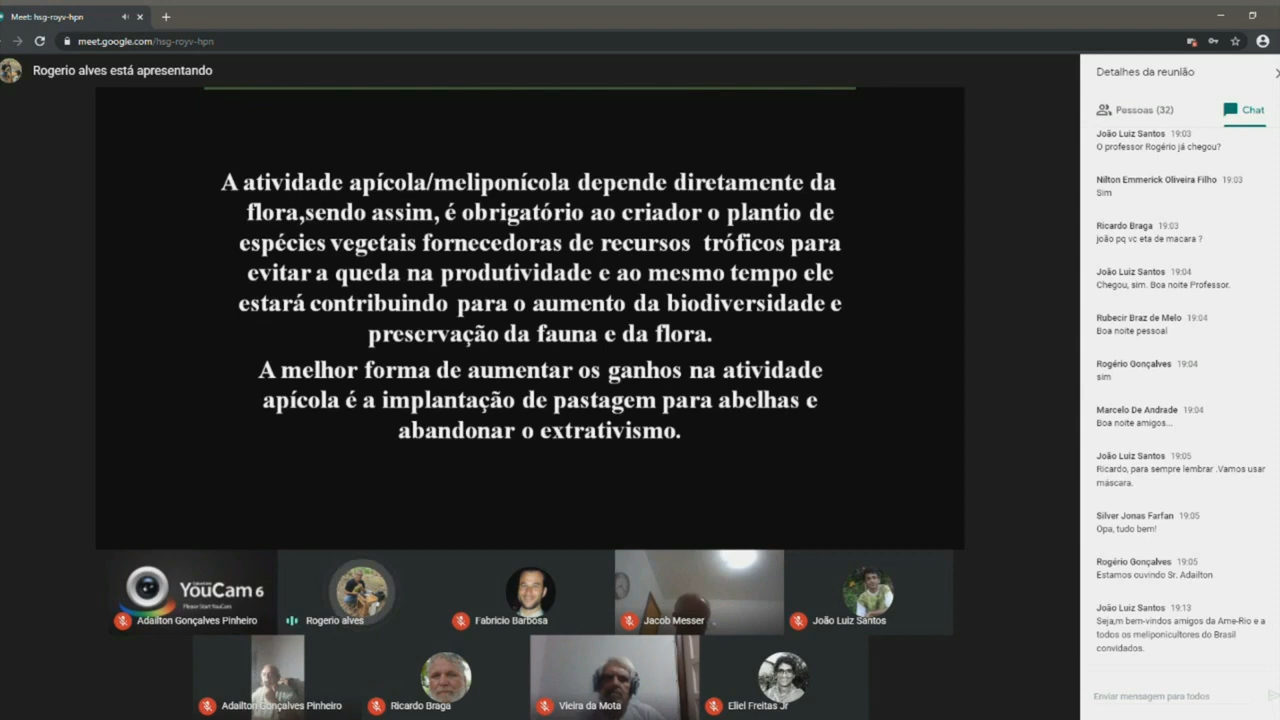 Meet: hsg-royv-hpn
meet.google.com/hsg-royv-hpn
Rogerio alves está apresentando
A atividade apícola/meliponícola depende diretamente da
flora,sendo assim, é obrigatório ao criador o plantio de
espécies vegetais fornecedoras de recursos tróficos para
evitar a queda na produtividade e ao mesmo tempo ele
estará contribuindo para o aumento da biodiversidade e
preservação da fauna e da flora.
A melhor forma de aumentar os ganhos na atividade
apícola é a implantação de pastagem para abelhas e
abandonar o extrativismo.
YouCam 6
Please Start YouCam
Adailton Gonçalves Pinheiro
Rogerio alves
Fabricio Barbosa
Jacob Messer
João Luiz Santos
Adailton Gonçalves Pinheiro
Ricardo Braga
Vieira da Mota
Eliel Freitas Jr
Detalhes da reunião
Pessoas (32)
Chat
João Luiz Santos 19:03
O professor Rogério já chegou?
Nilton Emmerick Oliveira Filho 19:03
Sim
Ricardo Braga 19:03
joão pq vc eta de macara ?
João Luiz Santos 19:04
Chegou, sim. Boa noite Professor.
Rubecir Braz de Melo 19:04
Boa noite pessoal
Rogério Gonçalves 19:04
sim
Marcelo De Andrade 19:04
Boa noite amigos...
João Luiz Santos 19:05
Ricardo, para sempre lembrar .Vamos usar
máscara.
Silver Jonas Farfan 19:05
Opa, tudo bem!
Rogério Gonçalves 19:05
Estamos ouvindo Sr. Adailton
João Luiz Santos 19:13
Seja,m bem-vindos amigos da Ame-Rio e a
todos os meliponicultores do Brasil
convidados.
Enviar mensagem para todos